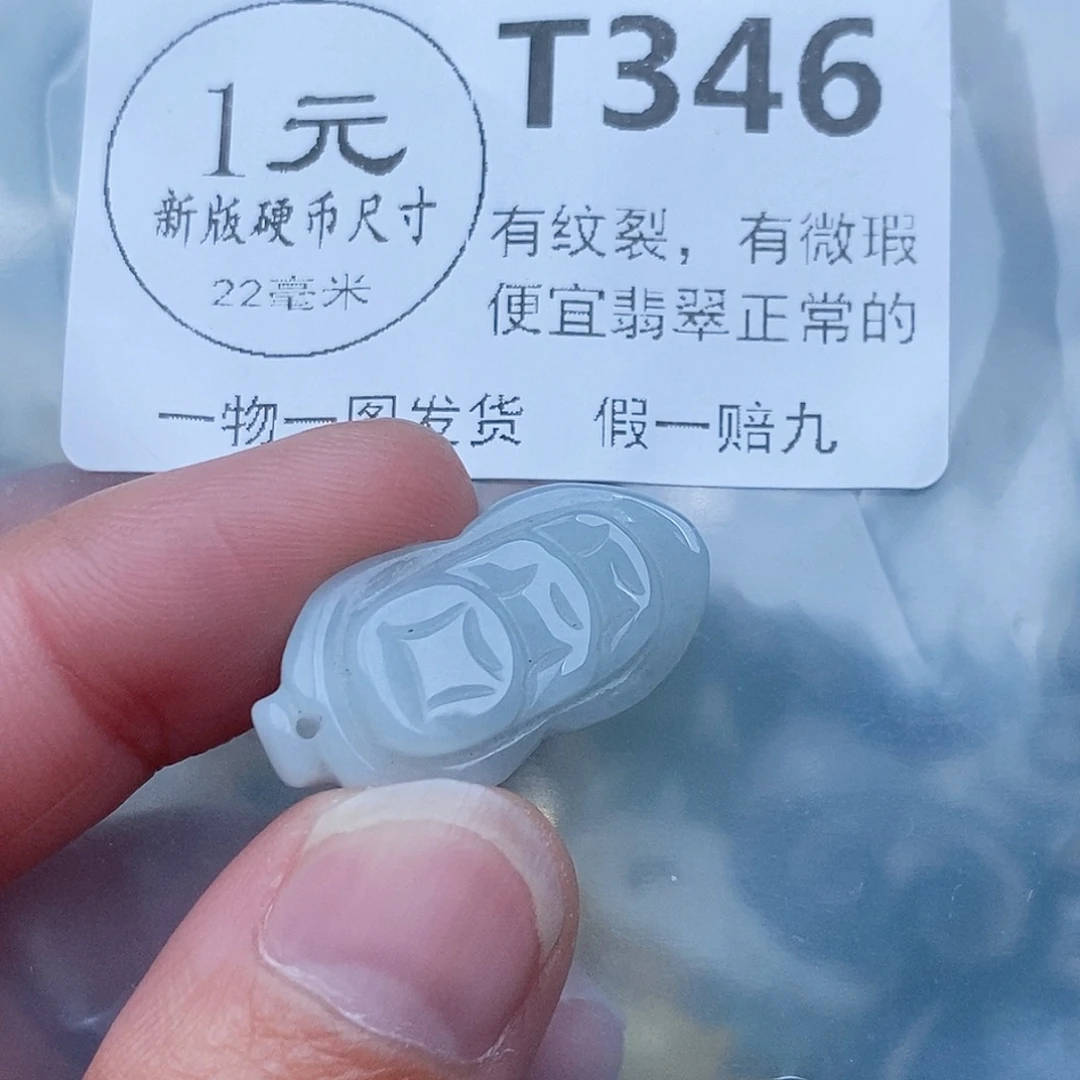 1元
新版硬币尺寸
22毫米
T346
有纹裂，有微瑕
便宜翡翠正常的
一物一图发货 假一赔九